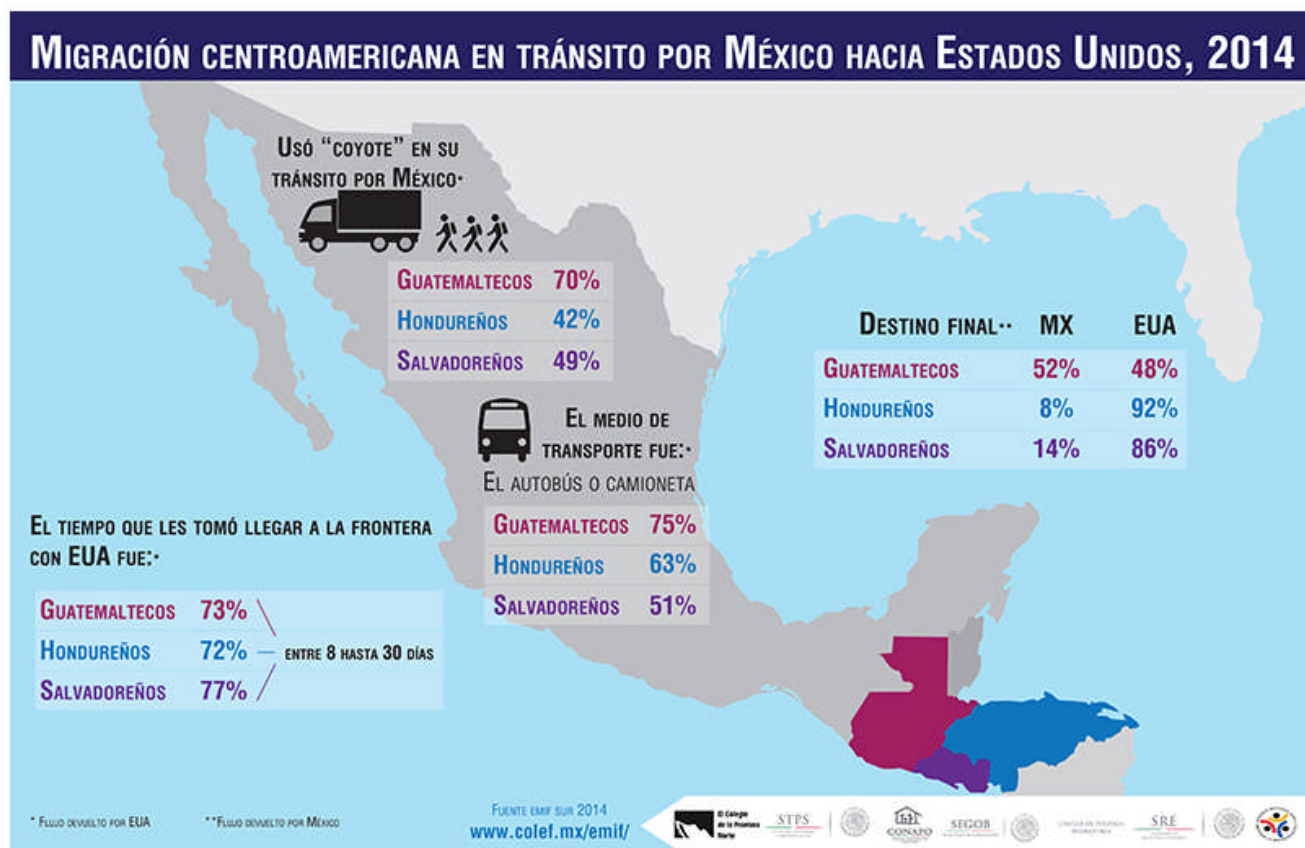 MIGRACIÓN CENTROAMERICANA EN TRÁNSITO POR MÉXICO HACIA ESTADOS UNIDOS, 2014
USÓ “COYOTE” EN SU
TRÁNSITO POR MÉXICO*
GUATEMALTECOS 70%
HONDUREÑOS 42%
SALVADOREÑOS 49%
DESTINO FINAL** MX EUA
GUATEMALTECOS 52% 48%
HONDUREÑOS 8% 92%
SALVADOREÑOS 14% 86%
EL MEDIO DE
TRANSPORTE FUE:*
EL AUTOBÚS O CAMIONETA
GUATEMALTECOS 75%
HONDUREÑOS 63%
SALVADOREÑOS 51%
EL TIEMPO QUE LES TOMÓ LLEGAR A LA FRONTERA
CON EUA FUE:*
GUATEMALTECOS 73%
HONDUREÑOS 72% ENTRE 8 HASTA 30 DÍAS
SALVADOREÑOS 77%
* FLUJO DEVUELTO POR EUA **FLUJO DEVUELTO POR MÉXICO
FUENTE EMIF SUR 2014
www.colef.mx/emif/
El Colegio
de la Frontera
Norte
STPS
CONAPO
SEGOB
SRE